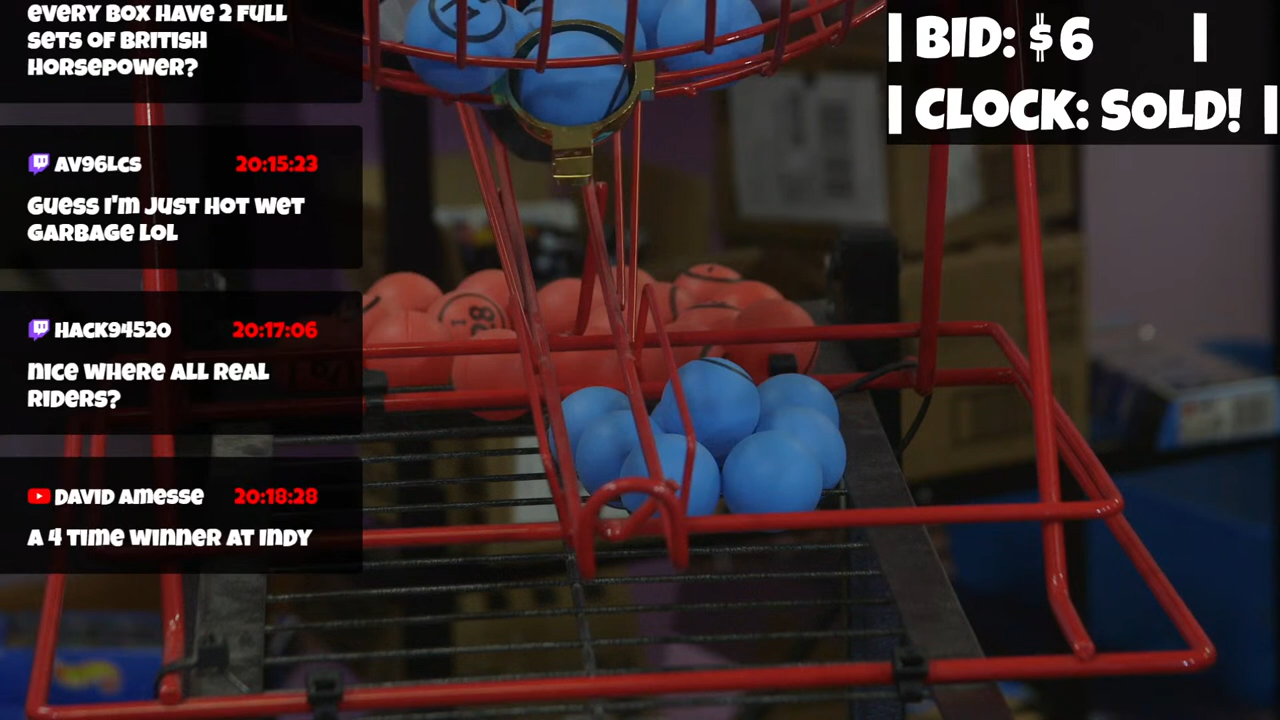 EVERY BOX HAVE 2 FULL
SETS OF BRITISH
HORSEPOWER?
| BID: $6 |
| CLOCK: SOLD! |
AV96LCS 20:15:23
GUESS I'M JUST HOT WET
GARBAGE LOL
HACK94520 20:17:06
NICE WHERE ALL REAL
RIDERS?
DAVID AMESSE 20:18:28
A 4 TIME WINNER AT INDY